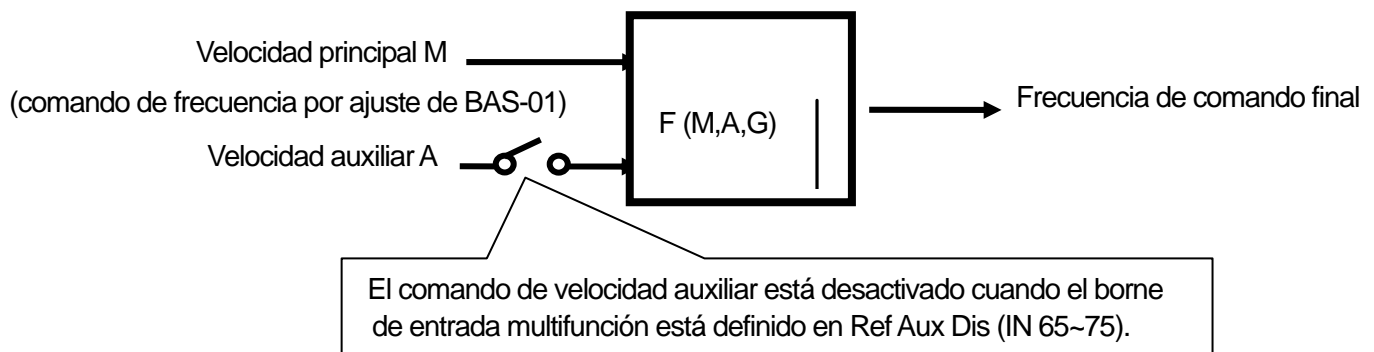 Velocidad principal M
(comando de frecuencia por ajuste de BAS-01)
Velocidad auxiliar A
F (M,A,G)
Frecuencia de comando final
El comando de velocidad auxiliar está desactivado cuando el borne
de entrada multifunción está definido en Ref Aux Dis (IN 65~75).